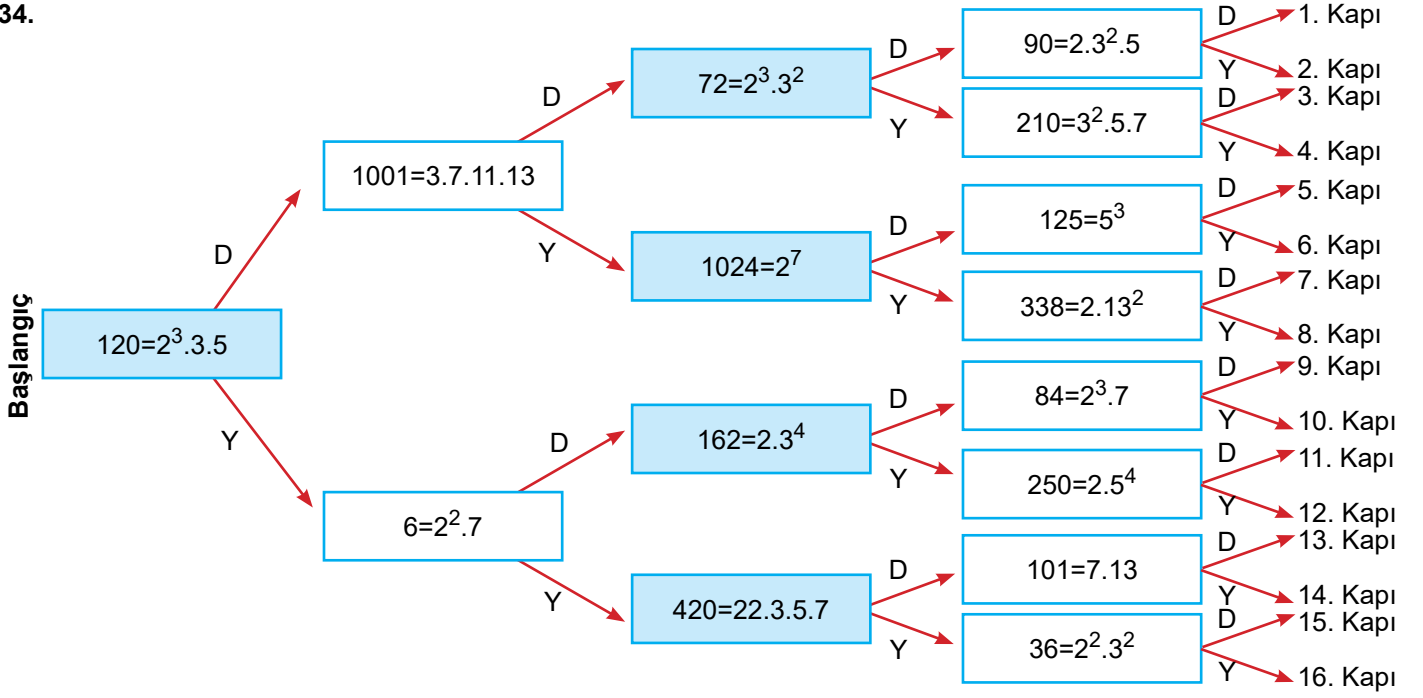 34.
Başlangıç
120=2³.3.5
D
Y
1001=3.7.11.13
D
Y
6=2².7
D
Y
72=2³.3²
D
Y
1024=2⁷
D
Y
162=2.3⁴
D
Y
420=22.3.5.7
D
Y
90=2.3².5
D
Y
210=3².5.7
D
Y
125=5³
D
Y
338=2.13²
D
Y
84=2³.7
D
Y
250=2.5⁴
D
Y
101=7.13
D
Y
36=2².3²
D
Y
1. Kapı
2. Kapı
3. Kapı
4. Kapı
5. Kapı
6. Kapı
7. Kapı
8. Kapı
9. Kapı
10. Kapı
11. Kapı
12. Kapı
13. Kapı
14. Kapı
15. Kapı
16. Kapı